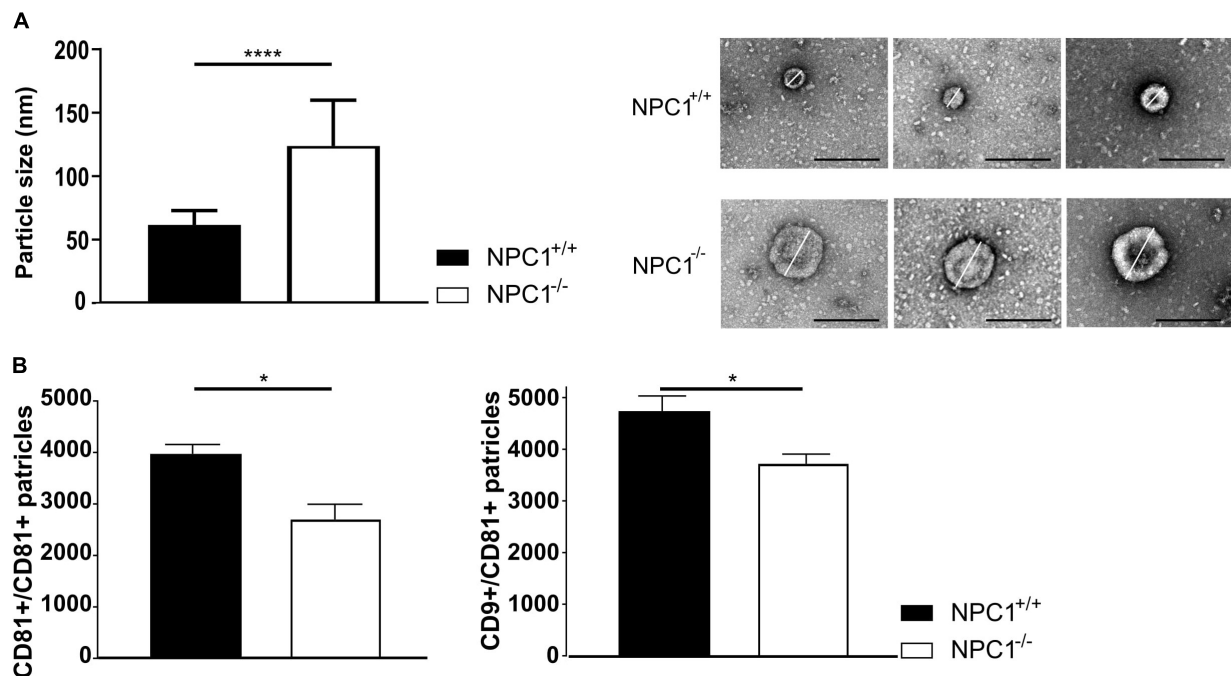 A
Particle size (nm)
200
150
100
50
0
****
NPC1+/+
NPC1-/-
NPC1+/+
NPC1-/-
B
CD81+/CD81+ patricles
5000
4000
3000
2000
1000
0
*
CD9+/CD81+ patricles
5000
4000
3000
2000
1000
0
*
NPC1+/+
NPC1-/-